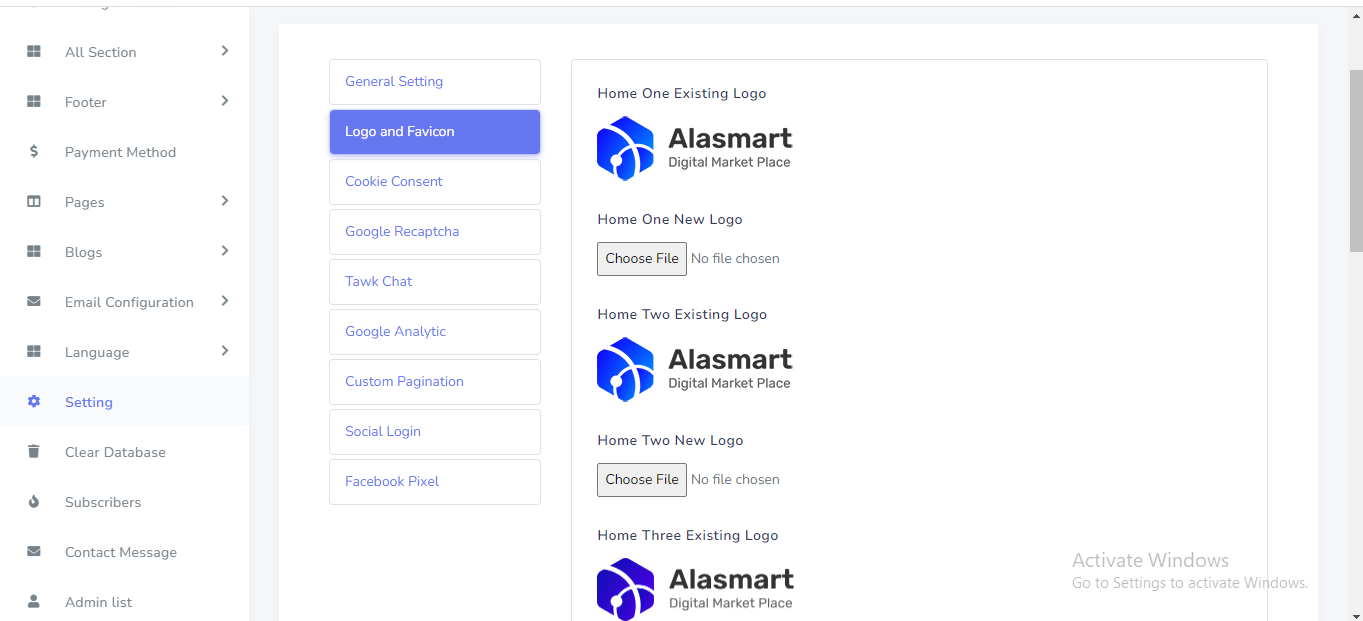 All Section
Footer
Payment Method
Pages
Blogs
Email Configuration
Language
Setting
Clear Database
Subscribers
Contact Message
Admin list
General Setting
Logo and Favicon
Cookie Consent
Google Recaptcha
Tawk Chat
Google Analytic
Custom Pagination
Social Login
Facebook Pixel
Home One Existing Logo
Alasmart
Digital Market Place
Home One New Logo
Choose File No file chosen
Home Two Existing Logo
Alasmart
Digital Market Place
Home Two New Logo
Choose File No file chosen
Home Three Existing Logo
Alasmart
Digital Market Place
Activate Windows
Go to Settings to activate Windows.